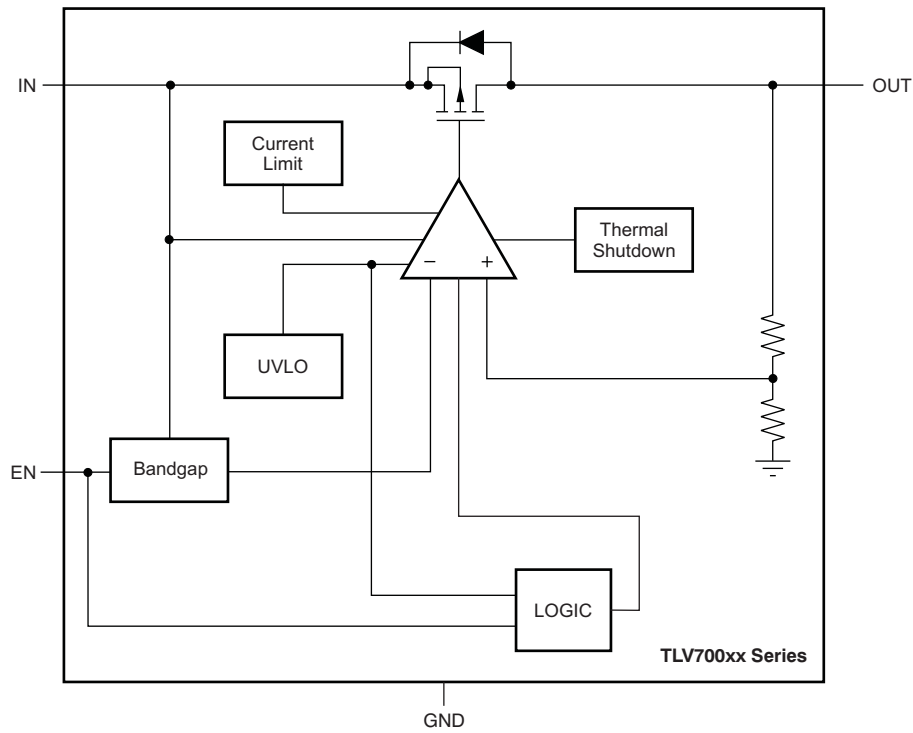 IN
OUT
Current
Limit
Thermal
Shutdown
− +
UVLO
EN
Bandgap
LOGIC
TLV700xx Series
GND